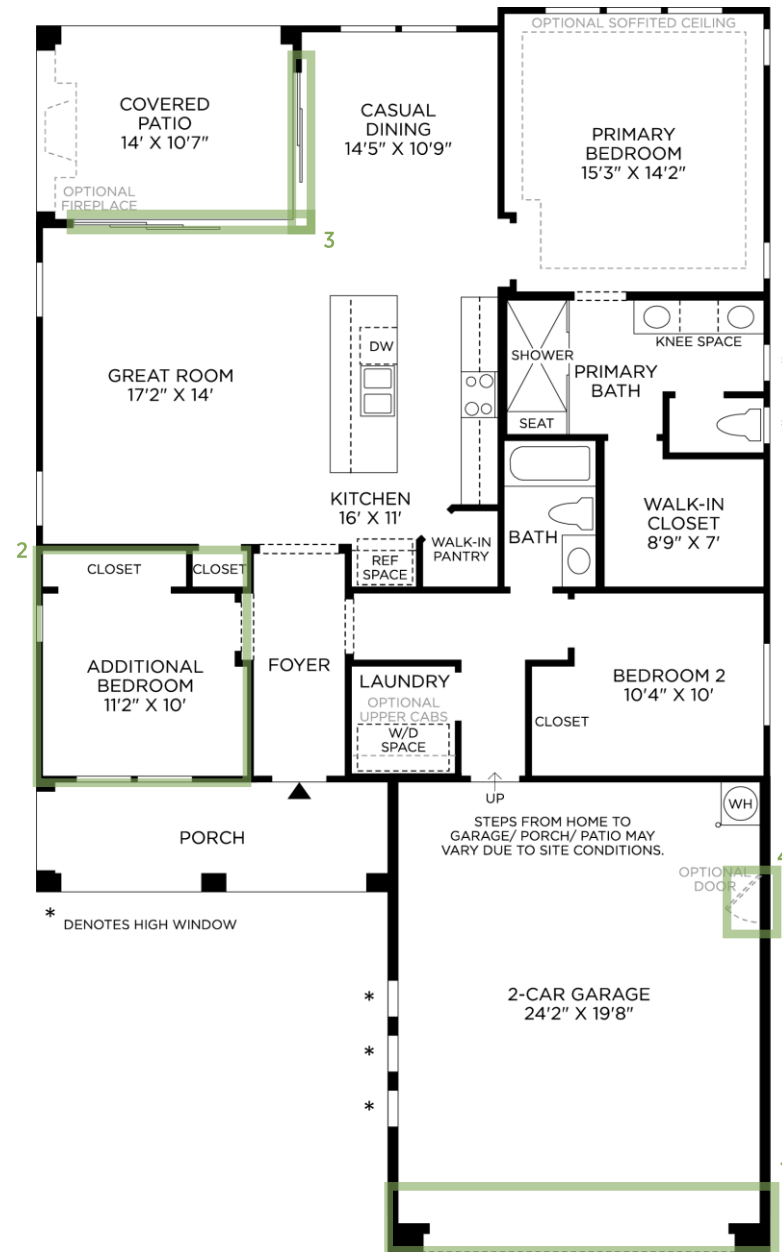 OPTIONAL SOFFITED CEILING
COVERED
PATIO
14' X 10'7"
CASUAL
DINING
14'5" X 10'9"
PRIMARY
BEDROOM
15'3" X 14'2"
OPTIONAL
FIREPLACE
3
DW
SHOWER
KNEE SPACE
GREAT ROOM
17'2" X 14'
PRIMARY
BATH
SEAT
KITCHEN
16' X 11'
WALK-IN
CLOSET
8'9" X 7'
WALK-IN
PANTRY
BATH
2
CLOSET
CLOSET
REF
SPACE
ADDITIONAL
BEDROOM
11'2" X 10'
FOYER
LAUNDRY
OPTIONAL
UPPER CABS
W/D
SPACE
BEDROOM 2
10'4" X 10'
CLOSET
UP
WH
PORCH
STEPS FROM HOME TO
GARAGE/ PORCH/ PATIO MAY
VARY DUE TO SITE CONDITIONS.
4
OPTIONAL
DOOR
* DENOTES HIGH WINDOW
2-CAR GARAGE
24'2" X 19'8"
*
*
*